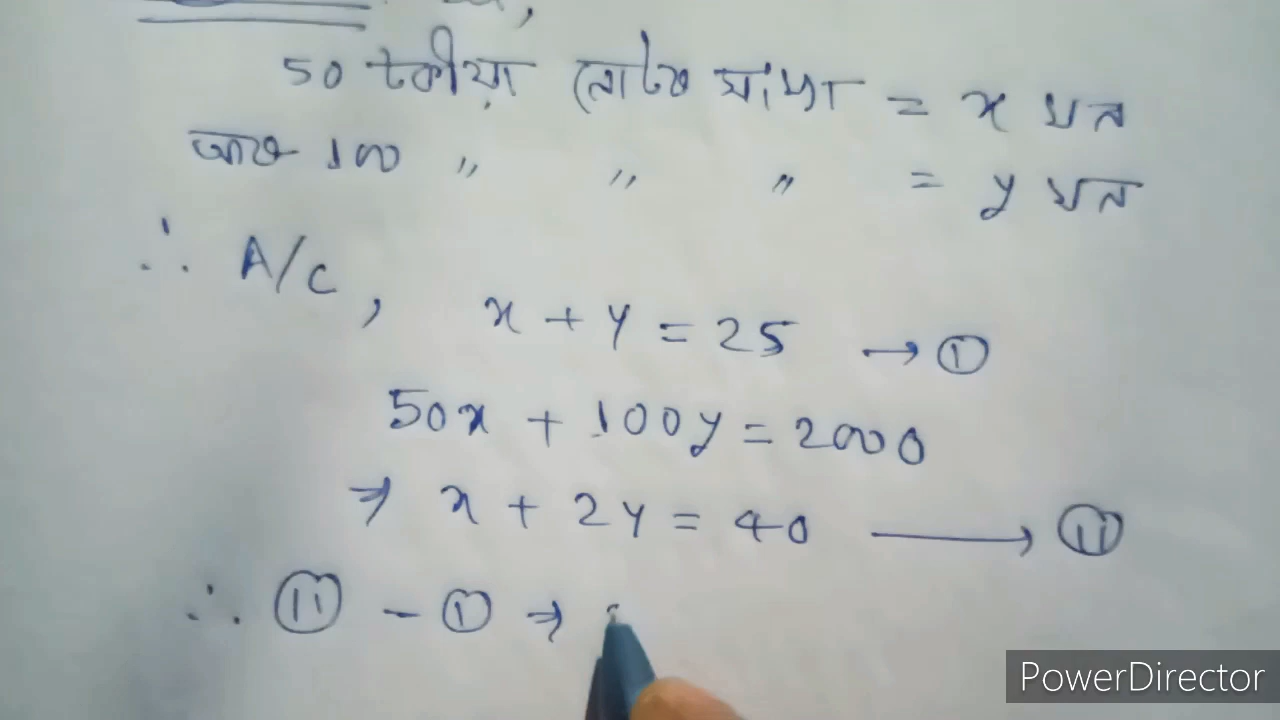 50 টকীয়া নোটৰ সংখ্যা = x খন
আৰু 100 " " " = y খন
∴ A/C, x + y = 25 → ①
50x + 100y = 2000
⇒ x + 2y = 40 → ⑪
∴ ⑪ - ① ⇒
PowerDirector